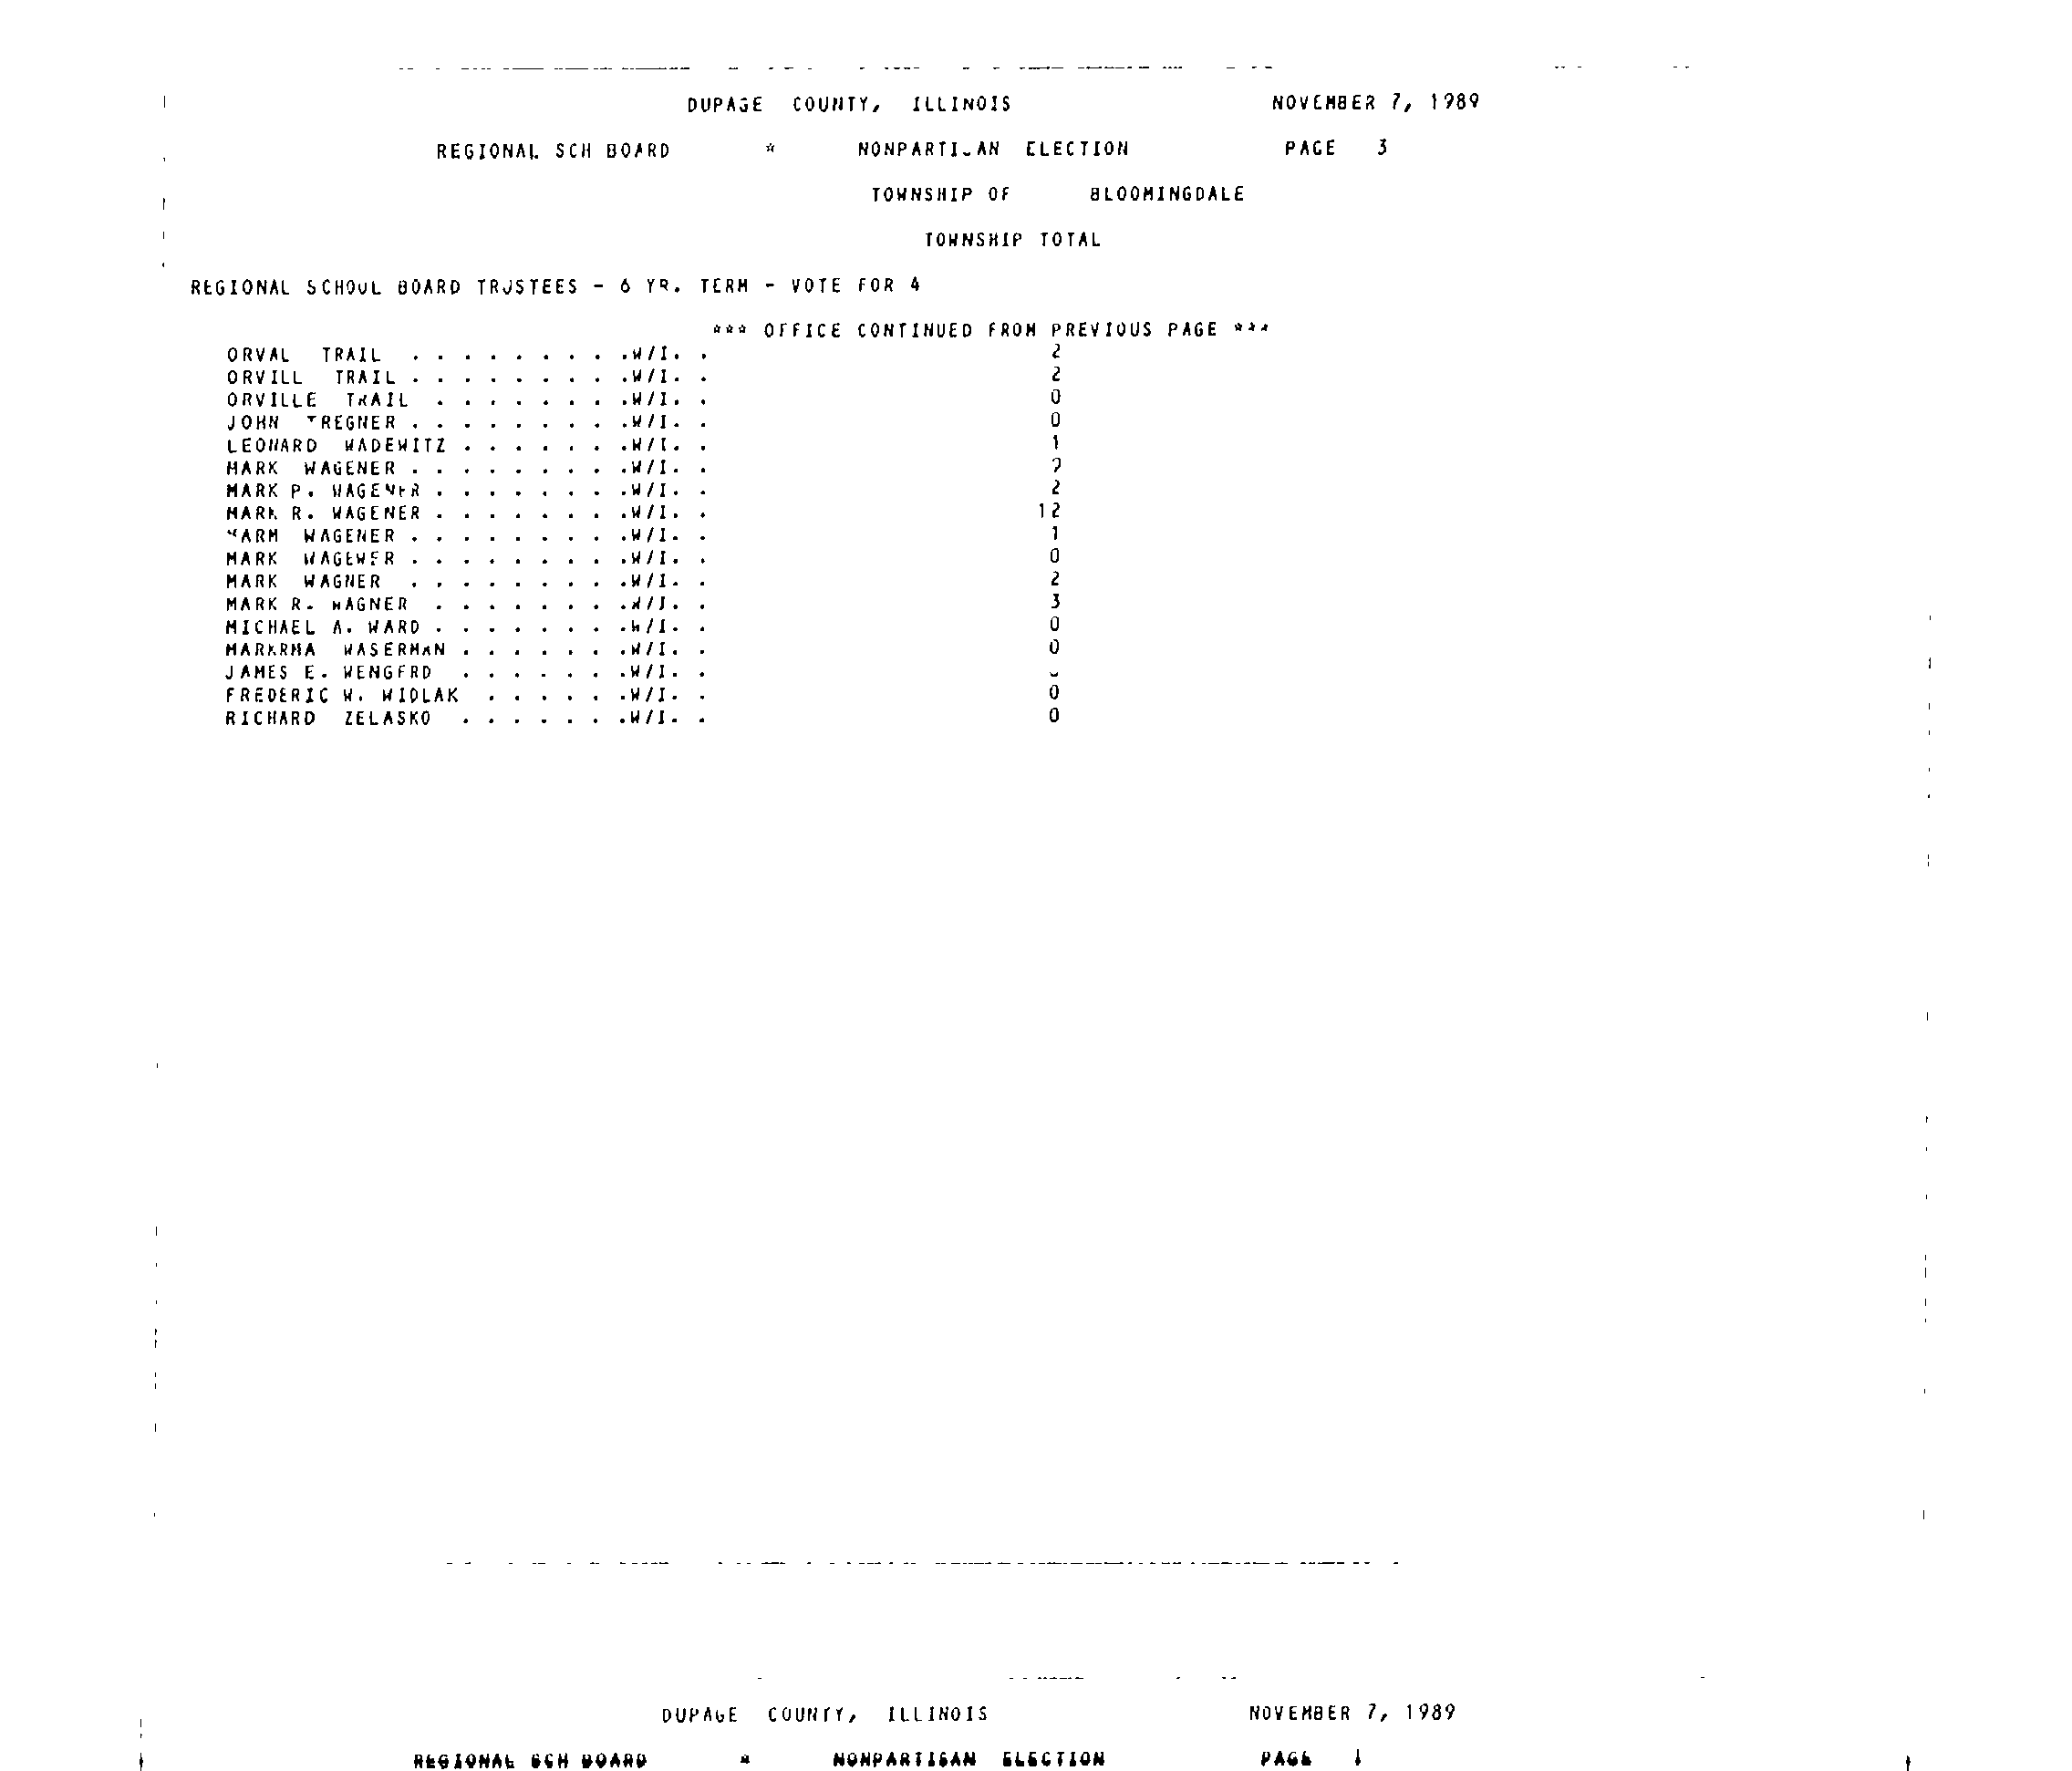 DUPAGE COUNTY, ILLINOIS NOVEMBER 7, 1989
REGIONAL SCH BOARD * NONPARTISAN ELECTION PAGE 3
TOWNSHIP OF BLOOMINGDALE
TOWNSHIP TOTAL
REGIONAL SCHOOL BOARD TRUSTEES - 6 YR. TERM - VOTE FOR 4
*** OFFICE CONTINUED FROM PREVIOUS PAGE ***
ORVAL TRAIL . . . . . . . . .W/I. . 2
ORVILL TRAIL . . . . . . . . .W/I. . 2
ORVILLE TRAIL . . . . . . . .W/I. . 0
JOHN TREGNER . . . . . . . . .W/I. . 0
LEONARD WADEWITZ . . . . . . .W/I. . 1
MARK WAGENER . . . . . . . . .W/I. . 2
MARK P. WAGENER . . . . . . . .W/I. . 2
MARK R. WAGENER . . . . . . . .W/I. . 12
MARM WAGENER . . . . . . . . .W/I. . 1
MARK WAGEWER . . . . . . . . .W/I. . 0
MARK WAGNER . . . . . . . . .W/I. . 2
MARK R. WAGNER . . . . . . . .W/I. . 3
MICHAEL A. WARD . . . . . . . .W/I. . 0
MARKRMA WASERMAN . . . . . . .W/I. . 0
JAMES E. WENGERD . . . . . . .W/I. .
FREDERIC W. WIDLAK . . . . . .W/I. . 0
RICHARD ZELASKO . . . . . . .W/I. . 0
DUPAGE COUNTY, ILLINOIS NOVEMBER 7, 1989
REGIONAL SCH BOARD * NONPARTISAN ELECTION PAGE 1